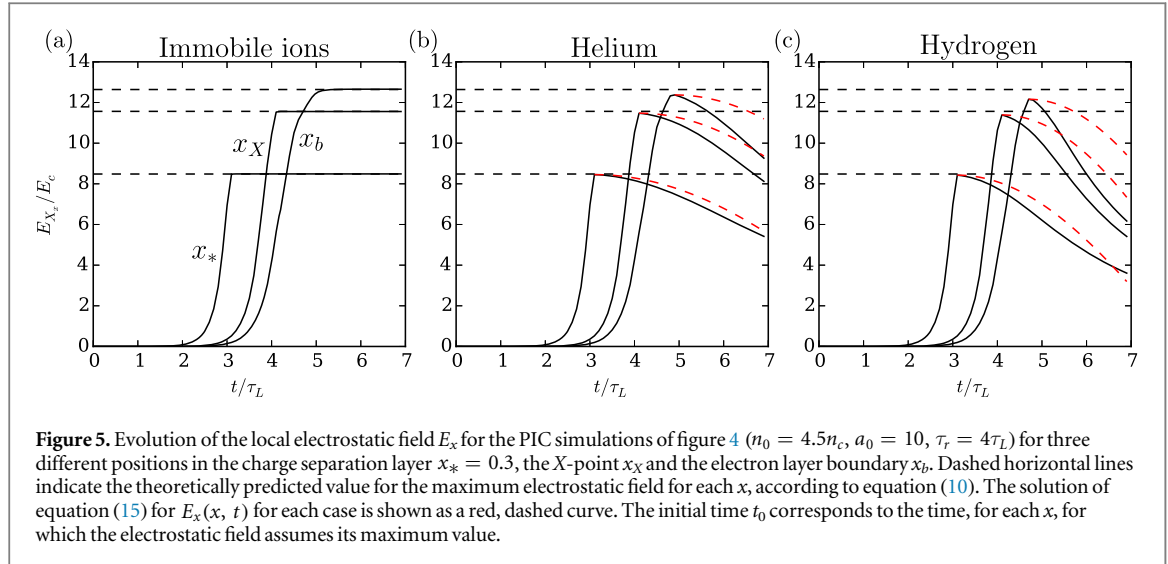 (a) Immobile ions (b) Helium (c) Hydrogen
14 14 14
12 12 12
10 10 10
8 8 8
6 6 6
4 4 4
2 2 2
0 0 0
E_{X_x}/E_c
x_X x_b
x_*
0 1 2 3 4 5 6 7 0 1 2 3 4 5 6 7 0 1 2 3 4 5 6 7
t/τ_L t/τ_L t/τ_L
Figure 5. Evolution of the local electrostatic field E_x for the PIC simulations of figure 4 (n_0 = 4.5n_c, a_0 = 10, τ_r = 4τ_L) for three
different positions in the charge separation layer x_* = 0.3, the X-point x_X and the electron layer boundary x_b. Dashed horizontal lines
indicate the theoretically predicted value for the maximum electrostatic field for each x, according to equation (10). The solution of
equation (15) for E_x(x, t) for each case is shown as a red, dashed curve. The initial time t_0 corresponds to the time, for each x, for
which the electrostatic field assumes its maximum value.